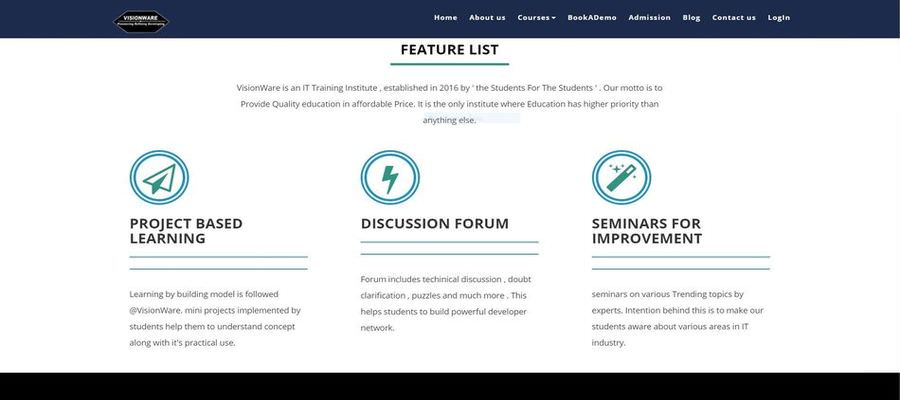 VISIONWARE
Home About us Courses BookADemo Admission Blog Contact us LogIn
FEATURE LIST
VisionWare is an IT Training Institute , established in 2016 by ' the Students For The Students ' . Our motto is to
Provide Quality education in affordable Price. It is the only institute where Education has higher priority than
anything else.
PROJECT BASED
LEARNING
Learning by building model is followed
@VisionWare. mini projects implemented by
students help them to understand concept
along with it's practical use.
DISCUSSION FORUM
Forum includes techinical discussion , doubt
clarification , puzzles and much more . This
helps students to build powerful developer
network.
SEMINARS FOR
IMPROVEMENT
seminars on various Trending topics by
experts. Intention behind this is to make our
students aware about various areas in IT
industry.